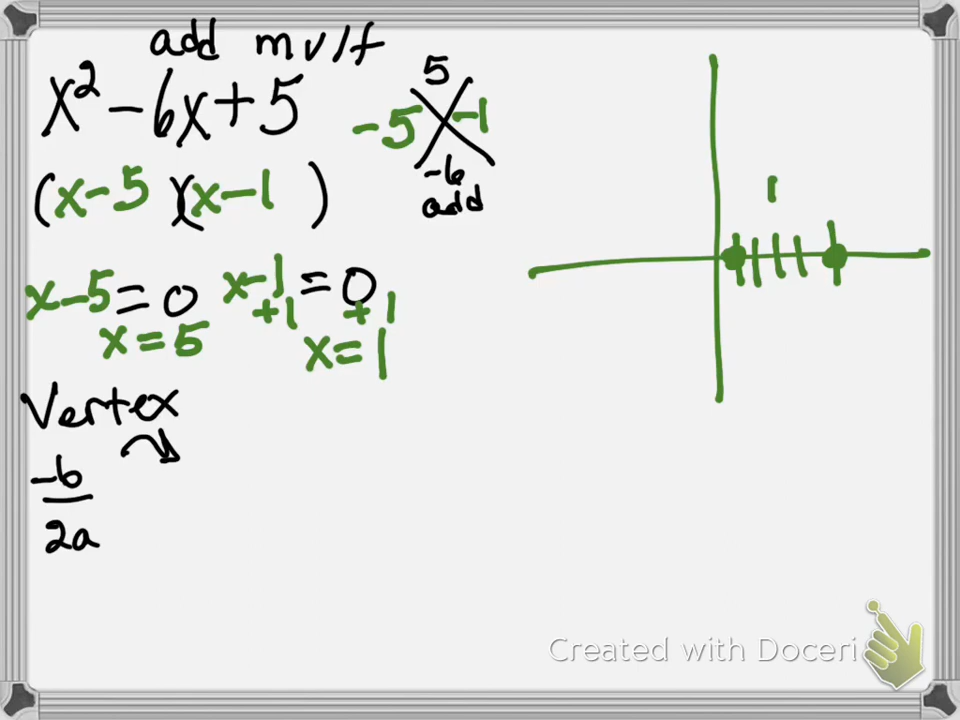 add mult
x² - 6x + 5
5
-5 -1
-6
add
(x-5)(x-1)
x-5=0 x-1=0
+1 +1
x=5 x=1
Vertex
-b
2a
Created with Doceri